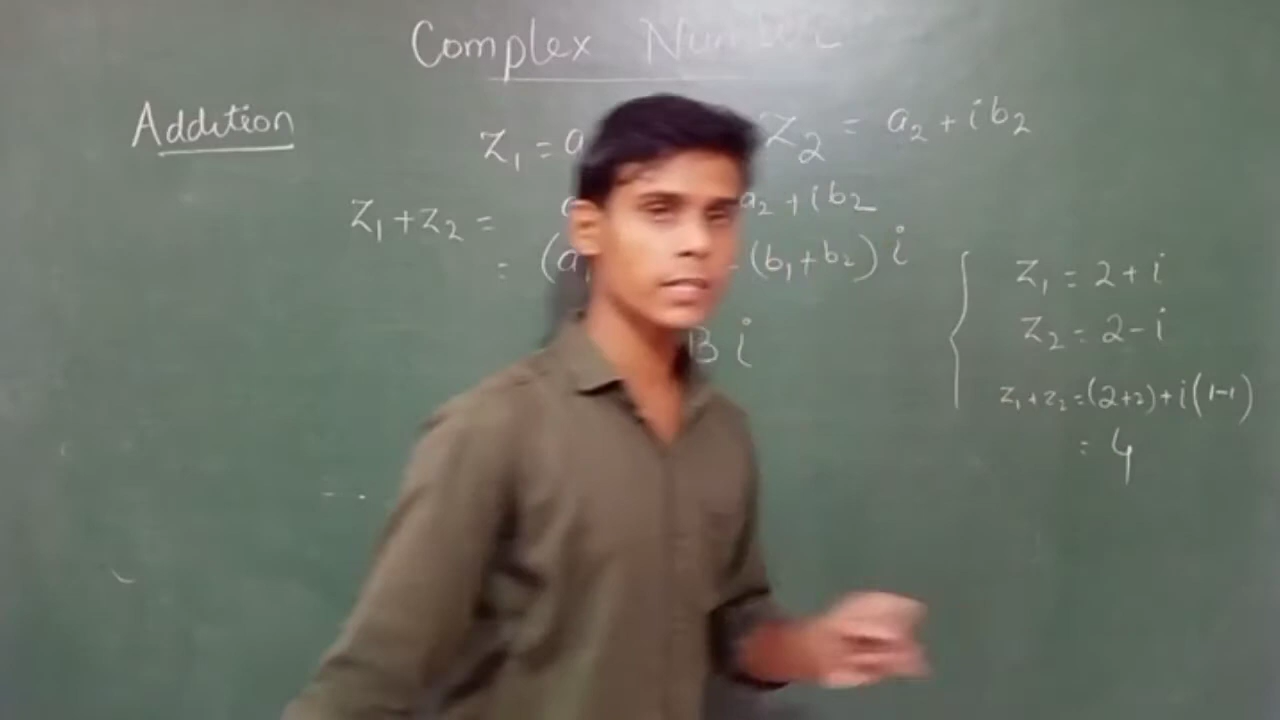 Complex
Addition
Z₁ = a Z₂ = a₂ + ib₂
Z₁ + Z₂ = a₂ + ib₂
= (a₁ (b₁ + b₂) i
B i
Z₁ = 2 + i
Z₂ = 2 - i
Z₁ + Z₂ = (2+2) + i(1-1)
= 4